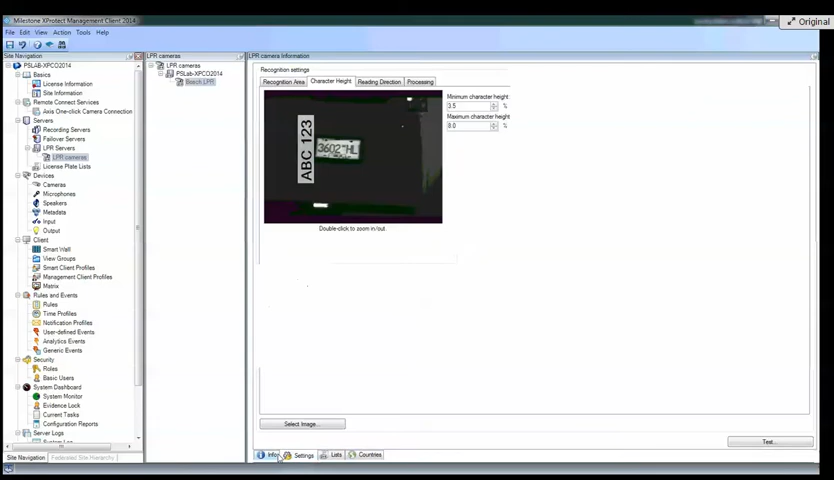 Milestone XProtect Management Client 2014
Original
File Edit View Action Tools Help
Site Navigation
LPR cameras
LPR camera Information
PSLAB-XPCO2014
Basics
License Information
Site Information
Remote Connect Services
Axis One-click Camera Connection
Servers
Recording Servers
Failover Servers
LPR Servers
LPR cameras
License Plate Lists
Devices
Cameras
Microphones
Speakers
Metadata
Input
Output
Client
Smart Wall
View Groups
Smart Client Profiles
Management Client Profiles
Matrix
Rules and Events
Rules
Time Profiles
Notification Profiles
User-defined Events
Analytics Events
Generic Events
Security
Roles
Basic Users
System Dashboard
System Monitor
Evidence Lock
Current Tasks
Configuration Reports
Server Logs
Site Navigation Federated Site Hierarchy
LPR cameras
PSLab-XPCO2014
Bosch LPR
Recognition settings
Recognition Area Character Height Reading Direction Processing
ABC 123
3602 HL
Minimum character height
3.5 %
Maximum character height
8.0 %
Double-click to zoom in/out.
Select Image...
Test...
Info Settings Lists Countries